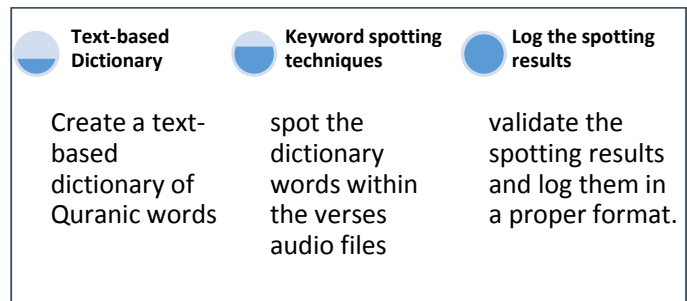 Text-based
Dictionary
Create a text-
based
dictionary of
Quranic words
Keyword spotting
techniques
spot the
dictionary
words within
the verses
audio files
Log the spotting
results
validate the
spotting results
and log them in
a proper format.